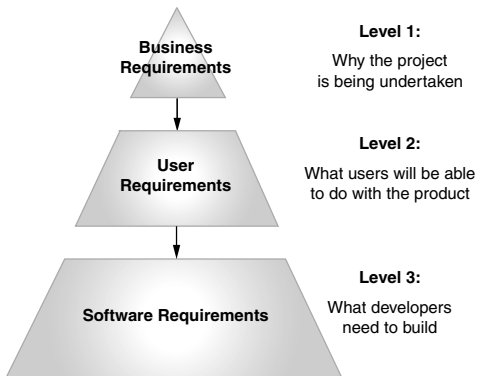 Business
Requirements
Level 1:
Why the project
is being undertaken
User
Requirements
Level 2:
What users will be able
to do with the product
Software Requirements
Level 3:
What developers
need to build